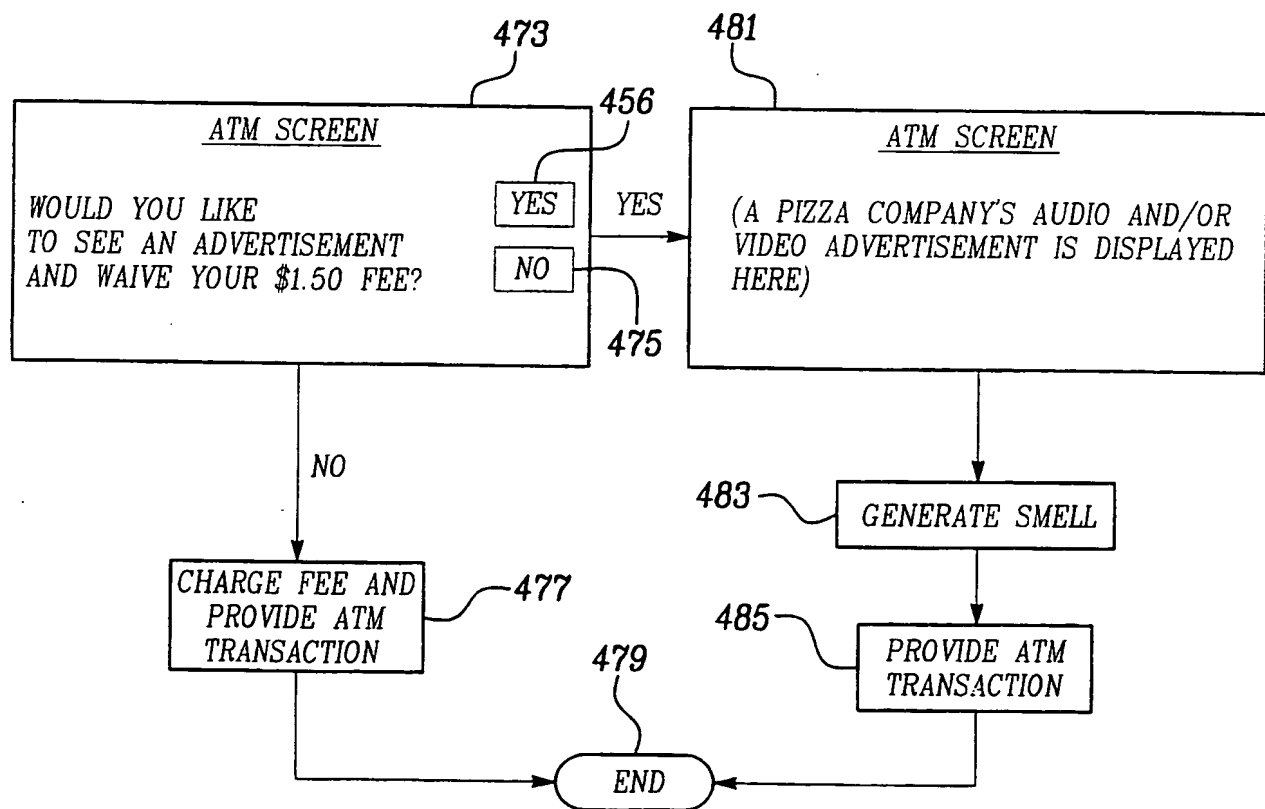 473
481
456
ATM SCREEN
WOULD YOU LIKE
TO SEE AN ADVERTISEMENT
AND WAIVE YOUR $1.50 FEE?
YES
NO
475
YES
ATM SCREEN
(A PIZZA COMPANY'S AUDIO AND/OR
VIDEO ADVERTISEMENT IS DISPLAYED
HERE)
NO
483
GENERATE SMELL
CHARGE FEE AND
PROVIDE ATM
TRANSACTION
477
485
PROVIDE ATM
TRANSACTION
479
END